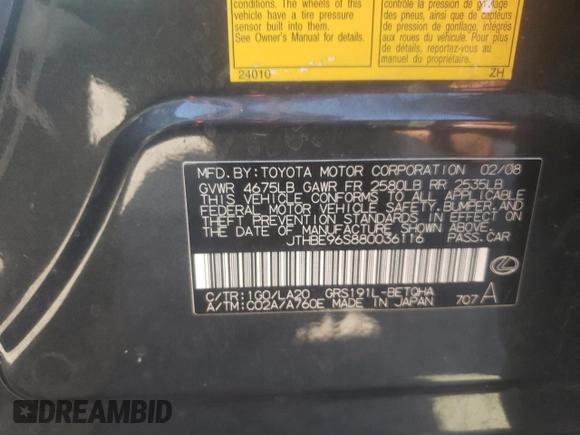 conditions. The wheels of this
vehicle have a tire pressure
sensor built into them.
See Owner's Manual for details.
24010
contrôle la pression de gonflage
des pneus, ainsi que de capteurs
de pression de gonflage, intégrés
aux roues du véhicule. Pour plus
de détails, reportez-vous au
manuel du propriétaire.
ZH
MFD. BY: TOYOTA MOTOR CORPORATION 02/08
GVWR 4675LB GAWR FR 2580LB RR 2535LB
THIS VEHICLE CONFORMS TO ALL APPLICABLE
FEDERAL MOTOR VEHICLE SAFETY, BUMPER AND
THEFT PREVENTION STANDARDS IN EFFECT ON
THE DATE OF MANUFACTURE SHOWN ABOVE.
JTHBE96S880036116 PASS.CAR
C/TR: 1G0/LA20 GRS191L-BETQHA
A/TM: C02A/A760E MADE IN JAPAN 707 A
DREAMBID